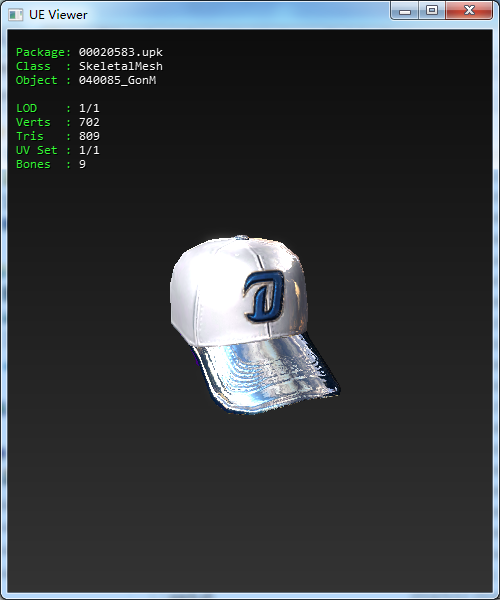 UE Viewer
Package: 00020583.upk
Class  : SkeletalMesh
Object : 040085_GonM
LOD    : 1/1
Verts  : 702
Tris   : 809
UV Set : 1/1
Bones  : 9
D